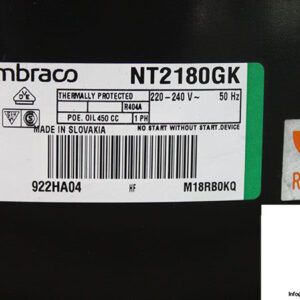 mbraco NT2180GK
THERMALLY PROTECTED 220-240 V~ 50 Hz
R404A
POE. OIL 450 CC 1 PH
MADE IN SLOVAKIA NO START WITHOUT START DEVICE.
922HA04 HF M18RB0KQ
R